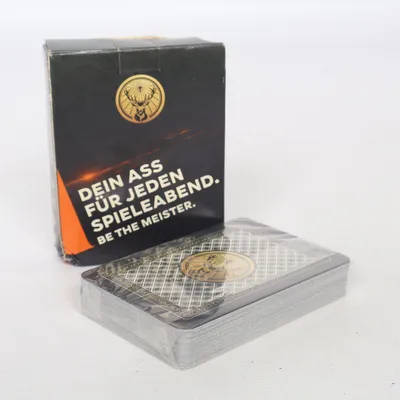 DEIN ASS
FÜR JEDEN
SPIELEABEND.
BE THE MEISTER.